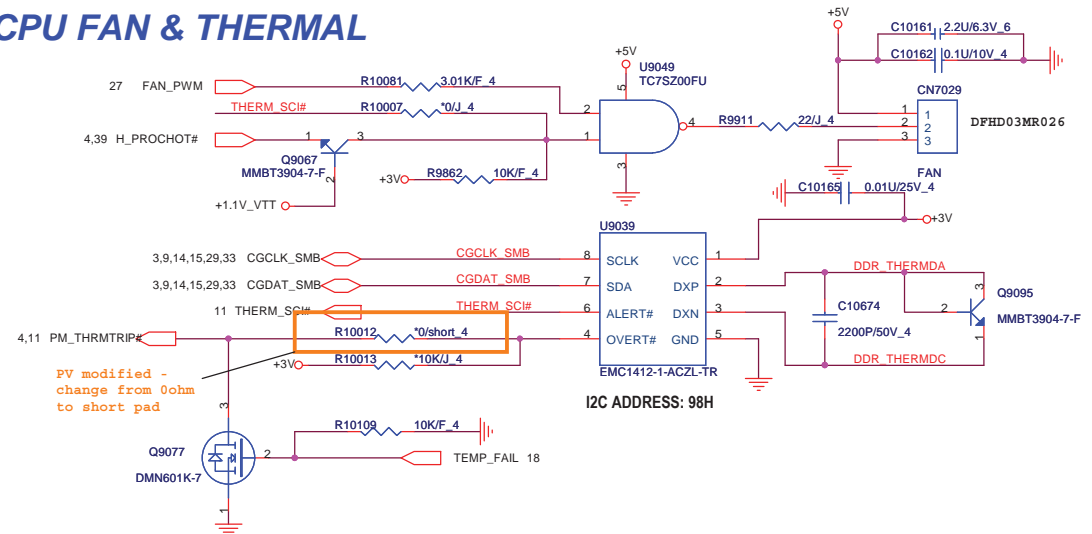 CPU FAN & THERMAL
+5V
C10161 2.2U/6.3V_6
C10162 0.1U/10V_4
+5V
U9049
TC7SZ00FU
27 FAN_PWM R10081 3.01K/F_4
THERM_SCI# R10007 *0/J_4
4,39 H_PROCHOT# 1 3
Q9067
MMBT3904-7-F
2
+1.1V_VTT
+3V R9862 10K/F_4
5
2
1
4
3
R9911 22/J_4
CN7029
1 1
2 2
3 3
DFHD03MR026
FAN
C10165 0.01U/25V_4
+3V
U9039
3,9,14,15,29,33 CGCLK_SMB CGCLK_SMB 8 SCLK VCC 1
3,9,14,15,29,33 CGDAT_SMB CGDAT_SMB 7 SDA DXP 2 DDR_THERMDA
11 THERM_SCI# THERM_SCI# 6 ALERT# DXN 3
4,11 PM_THRMTRIP# R10012 *0/short_4 4 OVERT# GND 5
+3V R10013 *10K/J_4
EMC1412-1-ACZL-TR
I2C ADDRESS: 98H
C10674
2200P/50V_4
3
2
1
Q9095
MMBT3904-7-F
DDR_THERMDC
PV modified -
change from 0ohm
to short pad
3
R10109 10K/F_4
Q9077
DMN601K-7
2
TEMP_FAIL 18
1